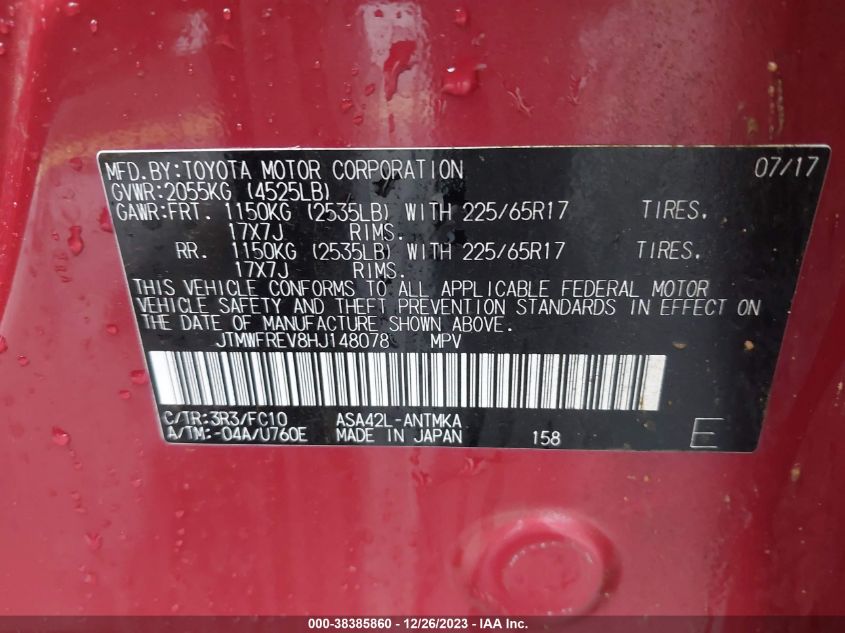 MFD.BY:TOYOTA MOTOR CORPORATION 07/17
GVWR:2055KG (4525LB)
GAWR:FRT. 1150KG (2535LB) WITH 225/65R17 TIRES.
17X7J RIMS.
RR. 1150KG (2535LB) WITH 225/65R17 TIRES.
17X7J RIMS.
THIS VEHICLE CONFORMS TO ALL APPLICABLE FEDERAL MOTOR
VEHICLE SAFETY AND THEFT PREVENTION STANDARDS IN EFFECT ON
THE DATE OF MANUFACTURE SHOWN ABOVE.
JTMWFREV8HJ148078 MPV
C/TR:3R3/FC10 ASA42L-ANTMKA
A/TM:-04A/U760E MADE IN JAPAN 158 E
000-38385860 - 12/26/2023 - IAA Inc.